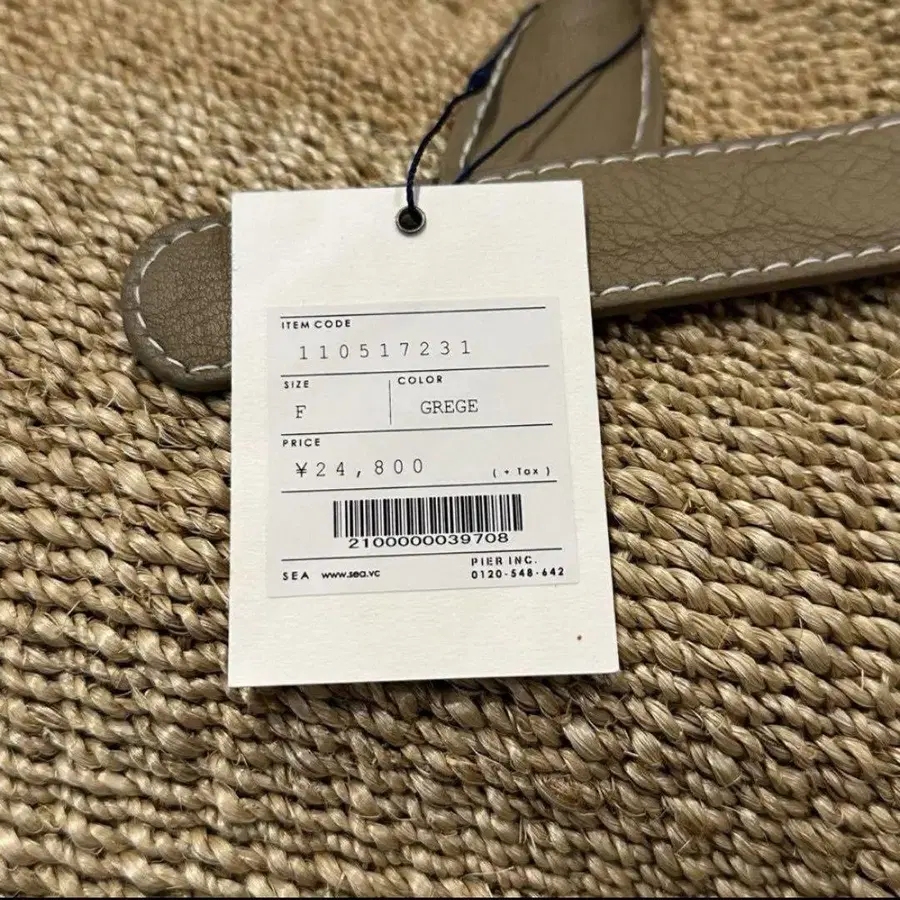 ITEM CODE
110517231
SIZE COLOR
F GREGE
PRICE
¥24,800 ( + Tax )
2100000039708
SEA www.sea.vc PIER INC.
0120-548-642